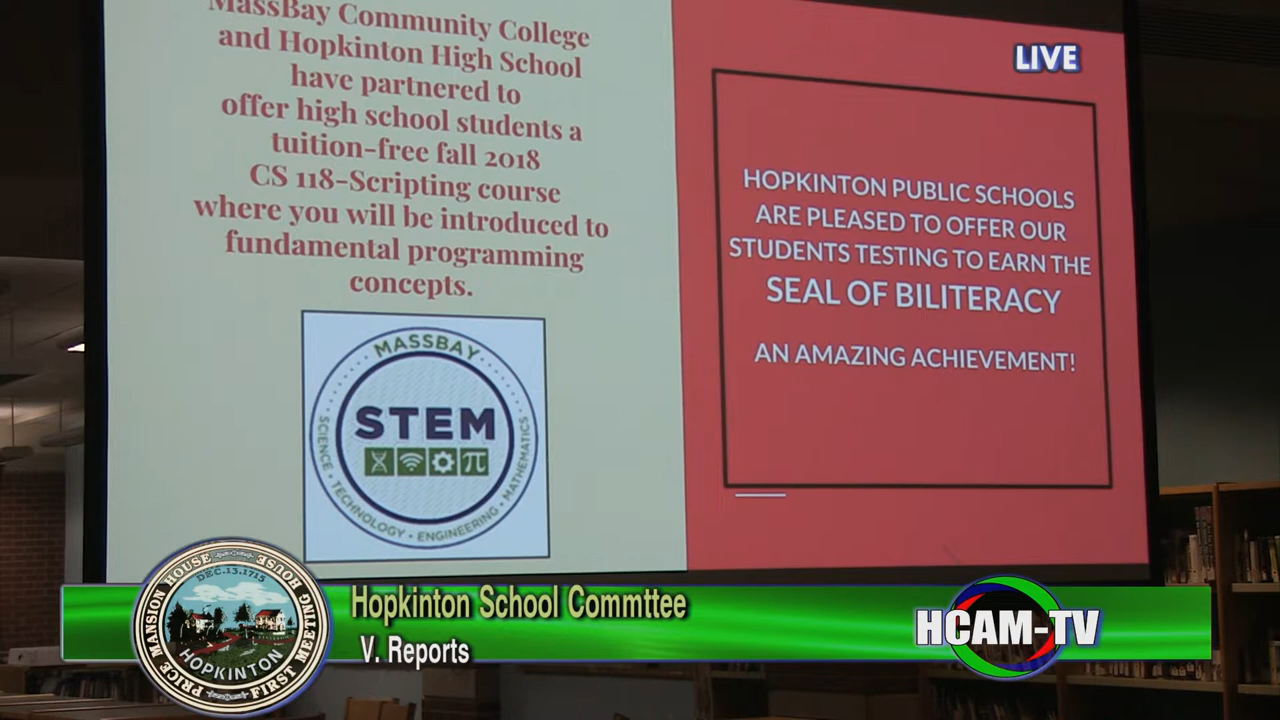 MassBay Community College
and Hopkinton High School
have partnered to
offer high school students a
tuition-free fall 2018
CS 118-Scripting course
where you will be introduced to
fundamental programming
concepts.
MASSBAY
STEM
π
SCIENCE • TECHNOLOGY • ENGINEERING • MATHEMATICS
LIVE
HOPKINTON PUBLIC SCHOOLS
ARE PLEASED TO OFFER OUR
STUDENTS TESTING TO EARN THE
SEAL OF BILITERACY
AN AMAZING ACHIEVEMENT!
PRICE MANSION HOUSE
FIRST MEETING HOUSE
DEC. 13. 1715
HOPKINTON
Hopkinton School Commttee
V. Reports
HCAM-TV